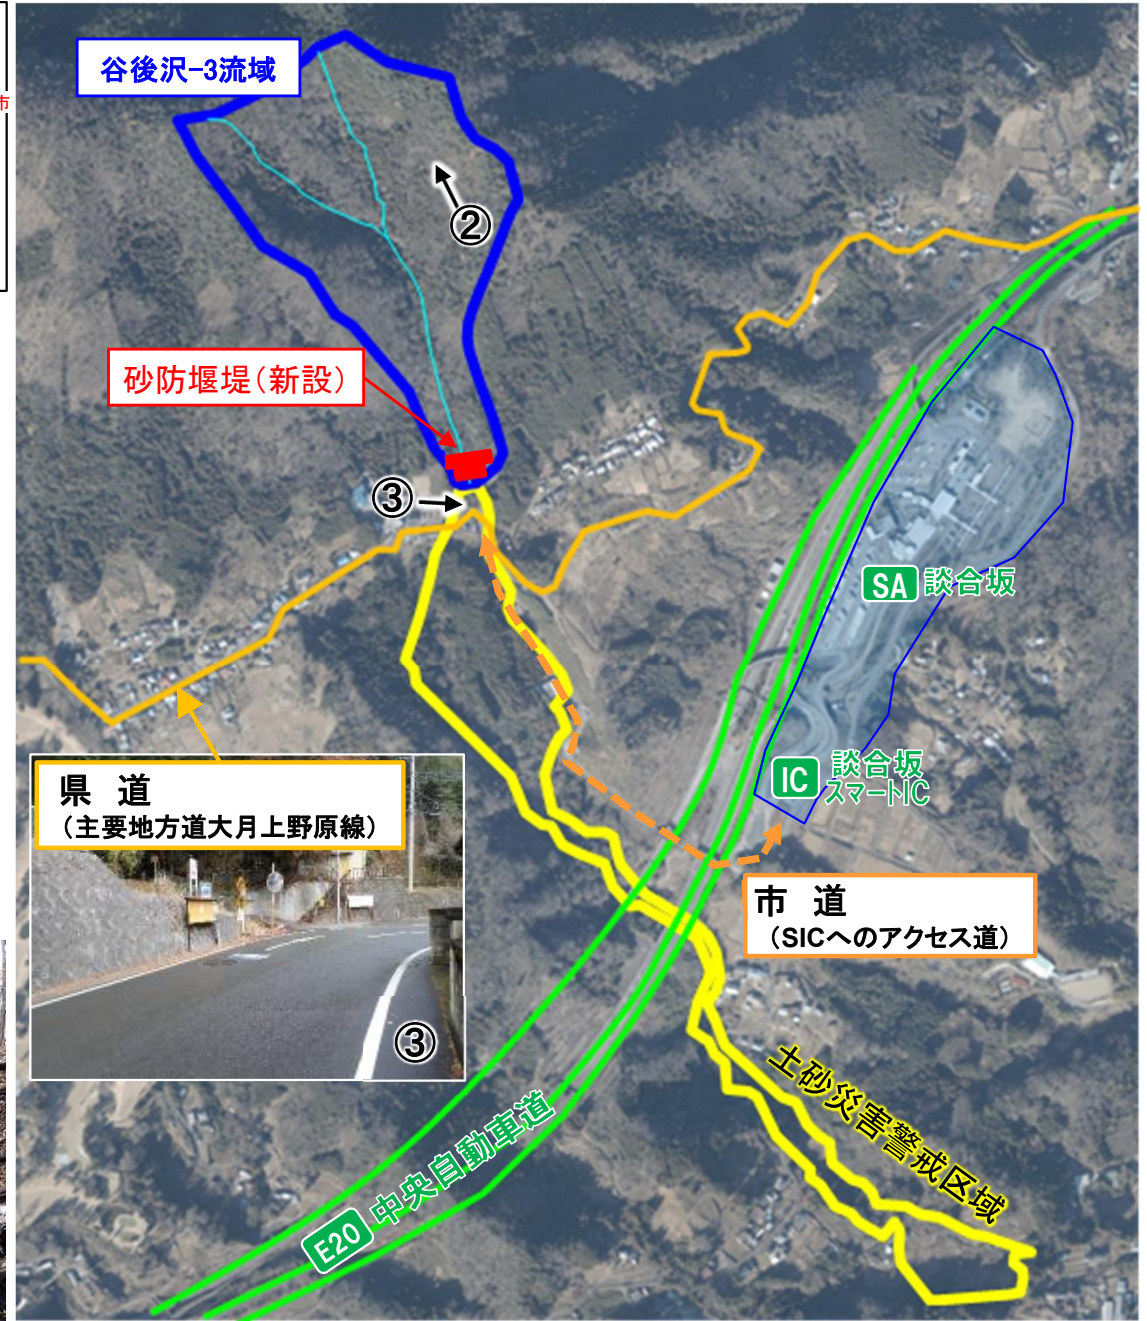 谷後沢-3流域
市
②
砂防堰堤(新設)
③
SA 談合坂
IC 談合坂
スマートIC
県 道
(主要地方道大月上野原線)
市 道
(SICへのアクセス道)
③
土砂災害警戒区域
E20 中央自動車道